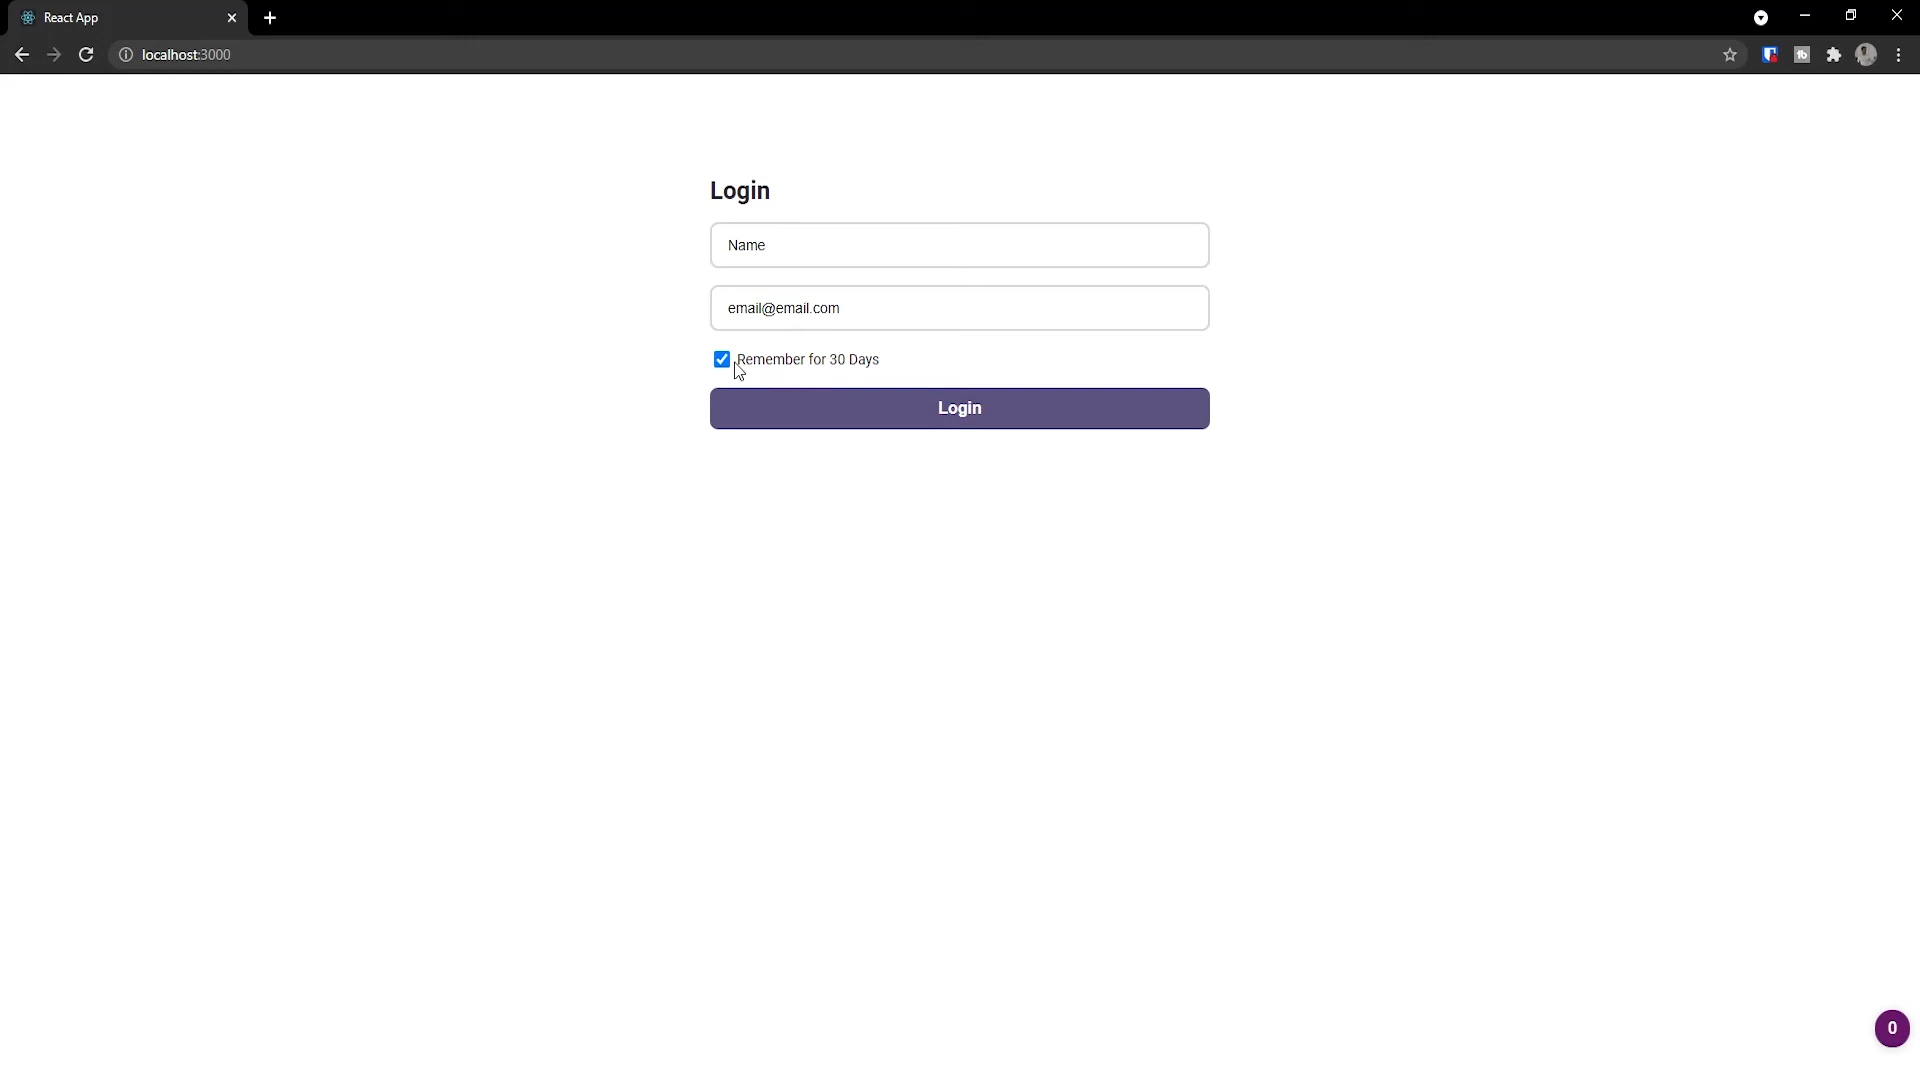 React App
localhost:3000
Login
Name
email@email.com
Remember for 30 Days
Login
0